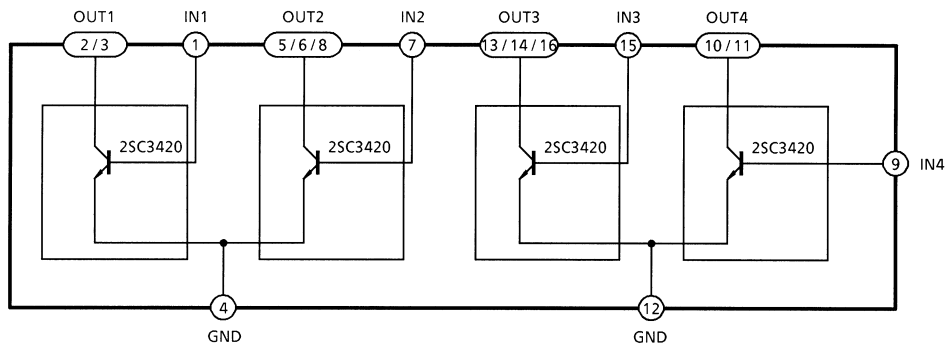 OUT1 IN1 OUT2 IN2 OUT3 IN3 OUT4
2/3 1 5/6/8 7 13/14/16 15 10/11
2SC3420 2SC3420 2SC3420 2SC3420
9 IN4
4 12
GND GND